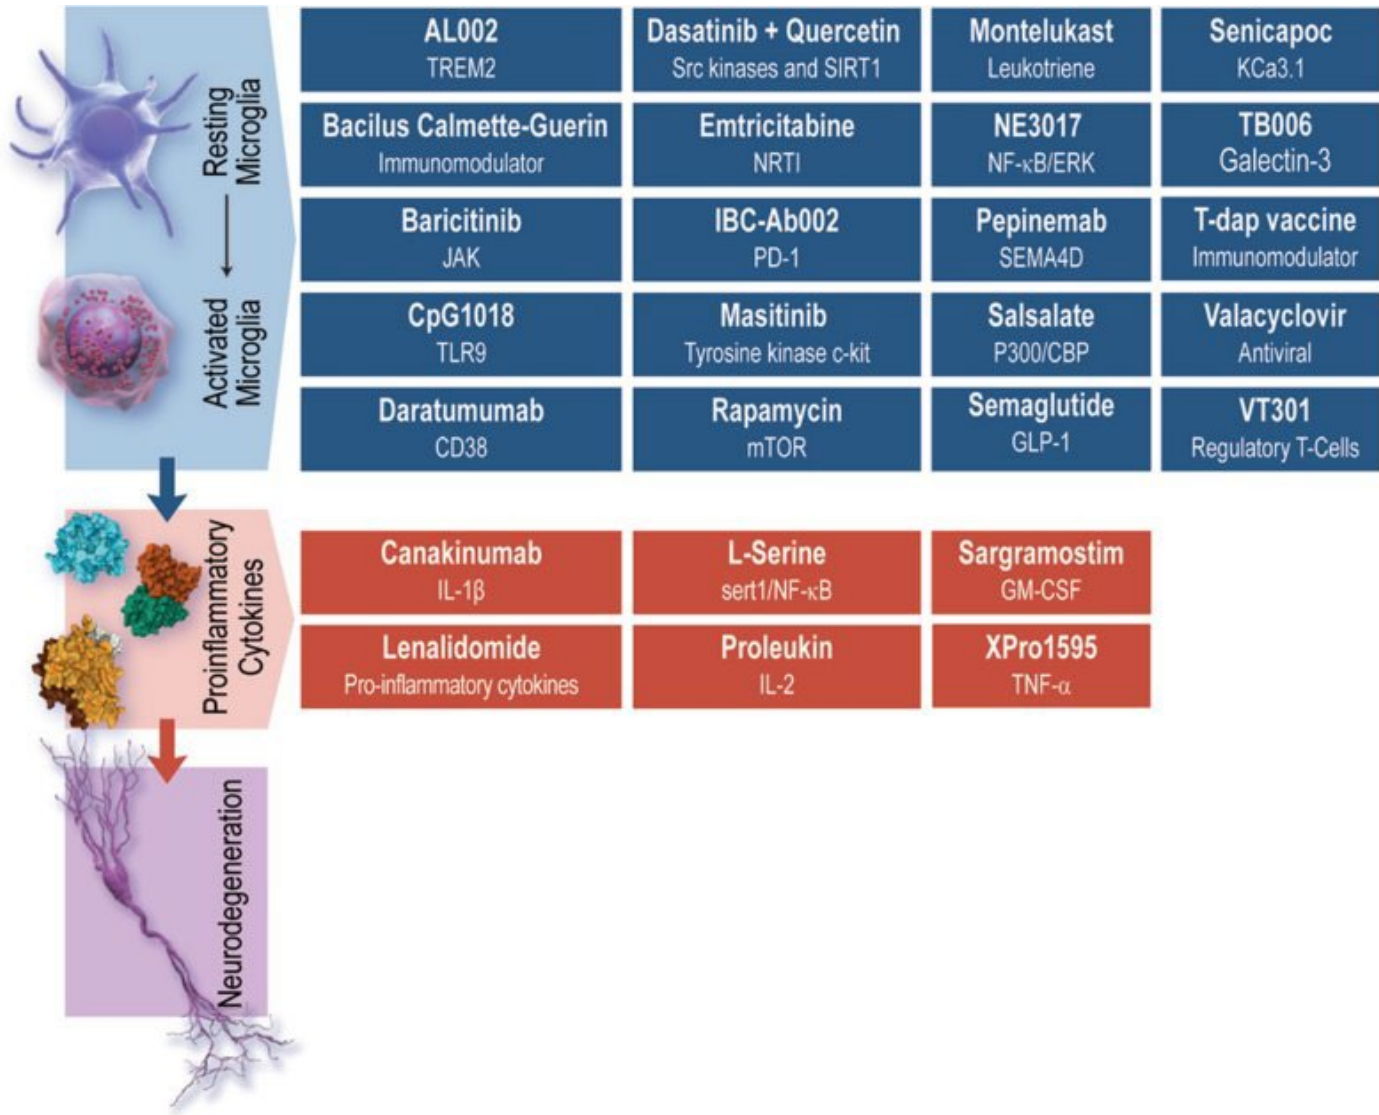 Resting
Microglia
Activated
Microglia
AL002
TREM2
Dasatinib + Quercetin
Src kinases and SIRT1
Montelukast
Leukotriene
Senicapoc
KCa3.1
Bacilus Calmette-Guerin
Immunomodulator
Emtricitabine
NRTI
NE3017
NF-κB/ERK
TB006
Galectin-3
Baricitinib
JAK
IBC-Ab002
PD-1
Pepinemab
SEMA4D
T-dap vaccine
Immunomodulator
CpG1018
TLR9
Masitinib
Tyrosine kinase c-kit
Salsalate
P300/CBP
Valacyclovir
Antiviral
Daratumumab
CD38
Rapamycin
mTOR
Semaglutide
GLP-1
VT301
Regulatory T-Cells
Proinflammatory
Cytokines
Canakinumab
IL-1β
L-Serine
sert1/NF-κB
Sargramostim
GM-CSF
Lenalidomide
Pro-inflammatory cytokines
Proleukin
IL-2
XPro1595
TNF-α
Neurodegeneration